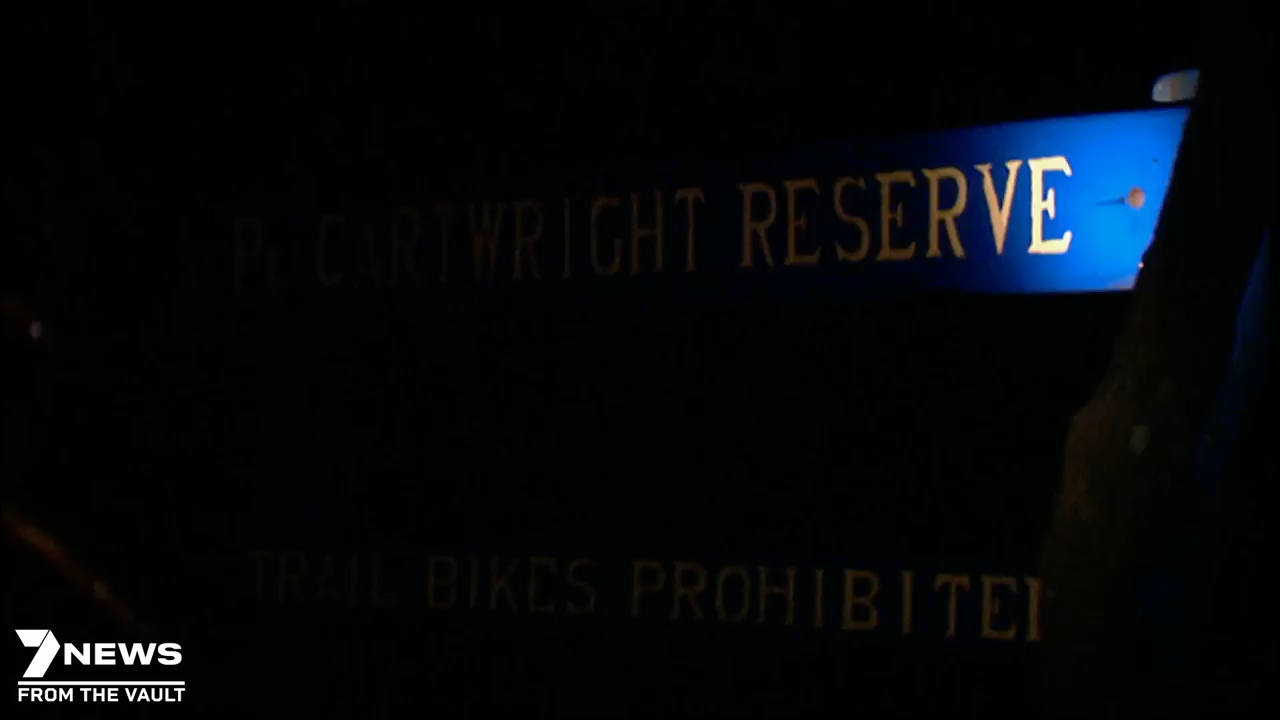 CARTWRIGHT RESERVE
TRAIL BIKES PROHIBITED
7NEWS
FROM THE VAULT